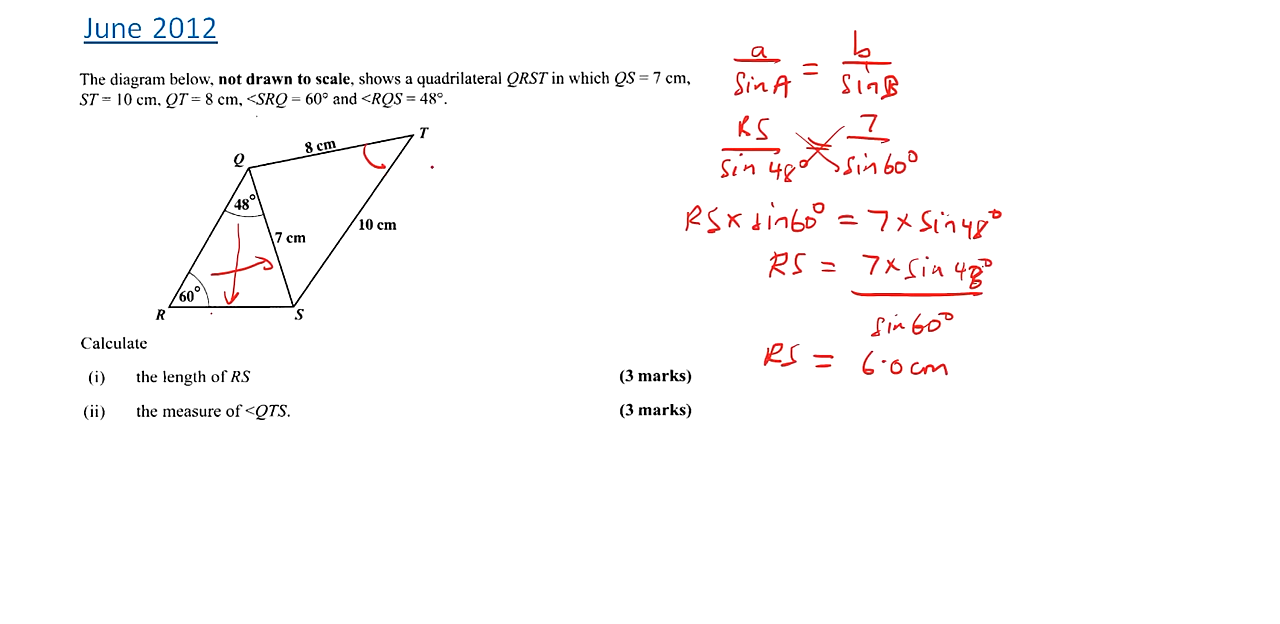 June 2012
The diagram below, not drawn to scale, shows a quadrilateral QRST in which QS = 7 cm,
ST = 10 cm, QT = 8 cm, <SRQ = 60° and <RQS = 48°.
T
8 cm
Q
48°
10 cm
7 cm
60°
R
S
Calculate
(i) the length of RS (3 marks)
(ii) the measure of <QTS. (3 marks)
a/Sin A = b/Sin B
RS/Sin 48° = 7/Sin 60°
RS x Sin 60° = 7 x Sin 48°
RS = 7 x Sin 48°/Sin 60°
RS = 6.0 cm